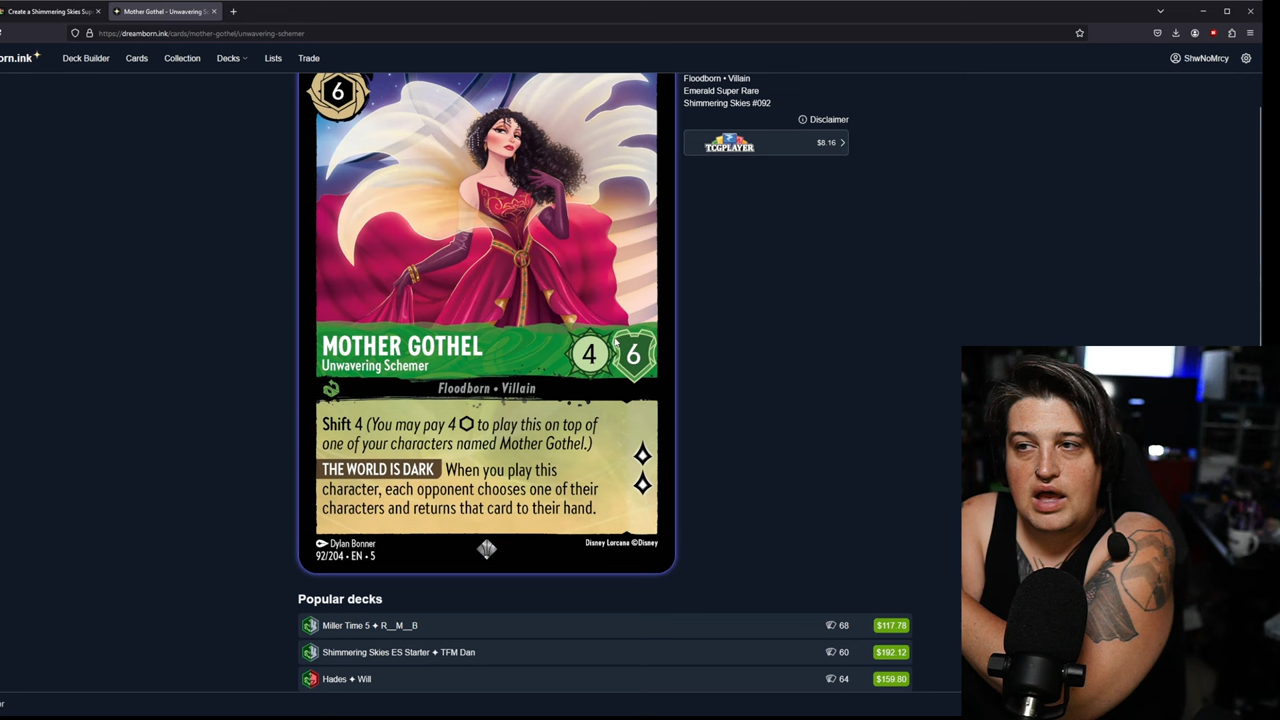 Create a Shimmering Skies Sup
Mother Gothel - Unwavering Sc
https://dreamborn.ink/cards/mother-gothel/unwavering-schemer
orn.ink
Deck Builder
Cards
Collection
Decks
Lists
Trade
ShwNoMrcy
6
Floodborn • Villain
Emerald Super Rare
Shimmering Skies #092
Disclaimer
TCGPLAYER
$8.16
MOTHER GOTHEL
Unwavering Schemer
4
6
Floodborn • Villain
Shift 4 (You may pay 4 to play this on top of
one of your characters named Mother Gothel.)
THE WORLD IS DARK When you play this
character, each opponent chooses one of their
characters and returns that card to their hand.
Dylan Bonner
92/204 • EN • 5
Disney Lorcana ©Disney
Popular decks
Miller Time 5 ✦ R__M__B
68
$117.78
Shimmering Skies ES Starter ✦ TFM Dan
60
$192.12
Hades ✦ Will
64
$159.80